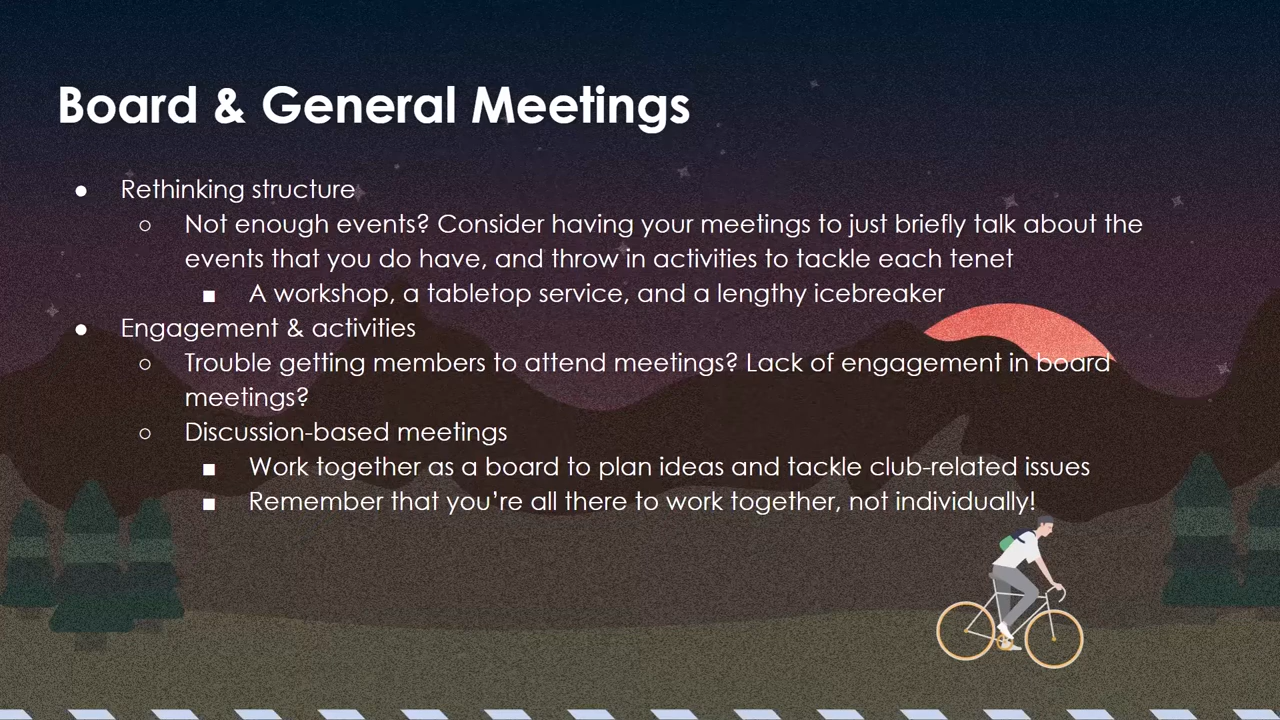 Board & General Meetings
● Rethinking structure
○ Not enough events? Consider having your meetings to just briefly talk about the
events that you do have, and throw in activities to tackle each tenet
■ A workshop, a tabletop service, and a lengthy icebreaker
● Engagement & activities
○ Trouble getting members to attend meetings? Lack of engagement in board
meetings?
○ Discussion-based meetings
■ Work together as a board to plan ideas and tackle club-related issues
■ Remember that you’re all there to work together, not individually!